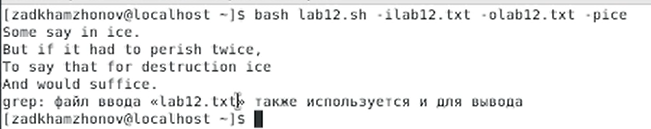 [zadkhamzhonov@localhost ~]$ bash lab12.sh -ilab12.txt -olab12.txt -pice
Some say in ice.
But if it had to perish twice,
To say that for destruction ice
And would suffice.
grep: файл ввода «lab12.txt» также используется и для вывода
[zadkhamzhonov@localhost ~]$